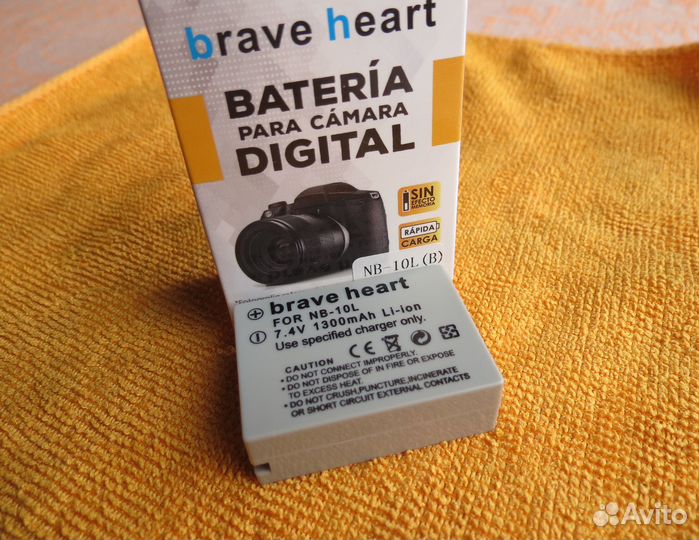 brave heart
BATERÍA
PARA CÁMARA
DIGITAL
SIN
EFECTO
MEMORIA
RÁPIDA
CARGA
NB-10L(B)
brave heart
FOR NB-10L
7.4V 1300mAh Li-ion
Use specified charger only.
CAUTION
• DO NOT CONNECT IMPROPERLY.
• DO NOT DISPOSE OF IN FIRE OR EXPOSE
TO EXCESS HEAT.
• DO NOT CRUSH,PUNCTURE,INCINERATE
OR SHORT CIRCUIT EXTERNAL CONTACTS
Avito